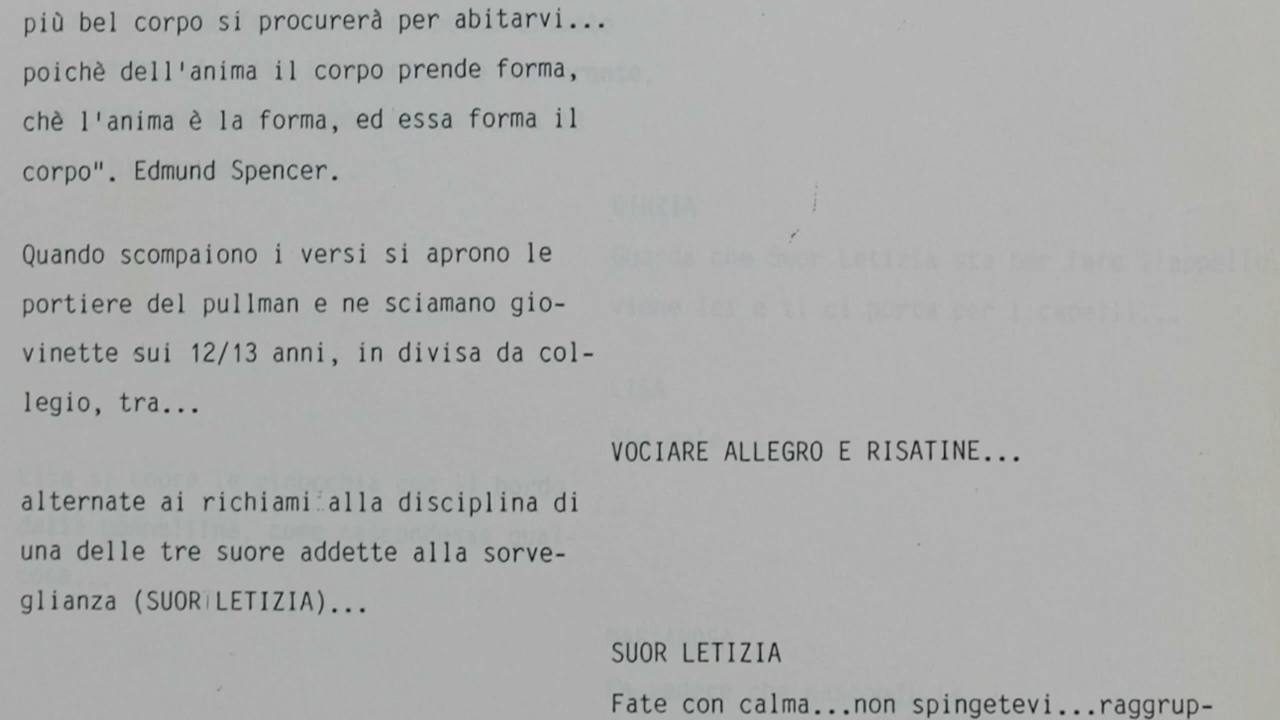 più bel corpo si procurerà per abitarvi...
poichè dell'anima il corpo prende forma,
chè l'anima è la forma, ed essa forma il
corpo". Edmund Spencer.
Quando scompaiono i versi si aprono le
portiere del pullman e ne sciamano gio-
vinette sui 12/13 anni, in divisa da col-
legio, tra...
VOCIARE ALLEGRO E RISATINE...
alternate ai richiami alla disciplina di
una delle tre suore addette alla sorve-
glianza (SUOR LETIZIA)...
SUOR LETIZIA
Fate con calma...non spingetevi...raggrup-